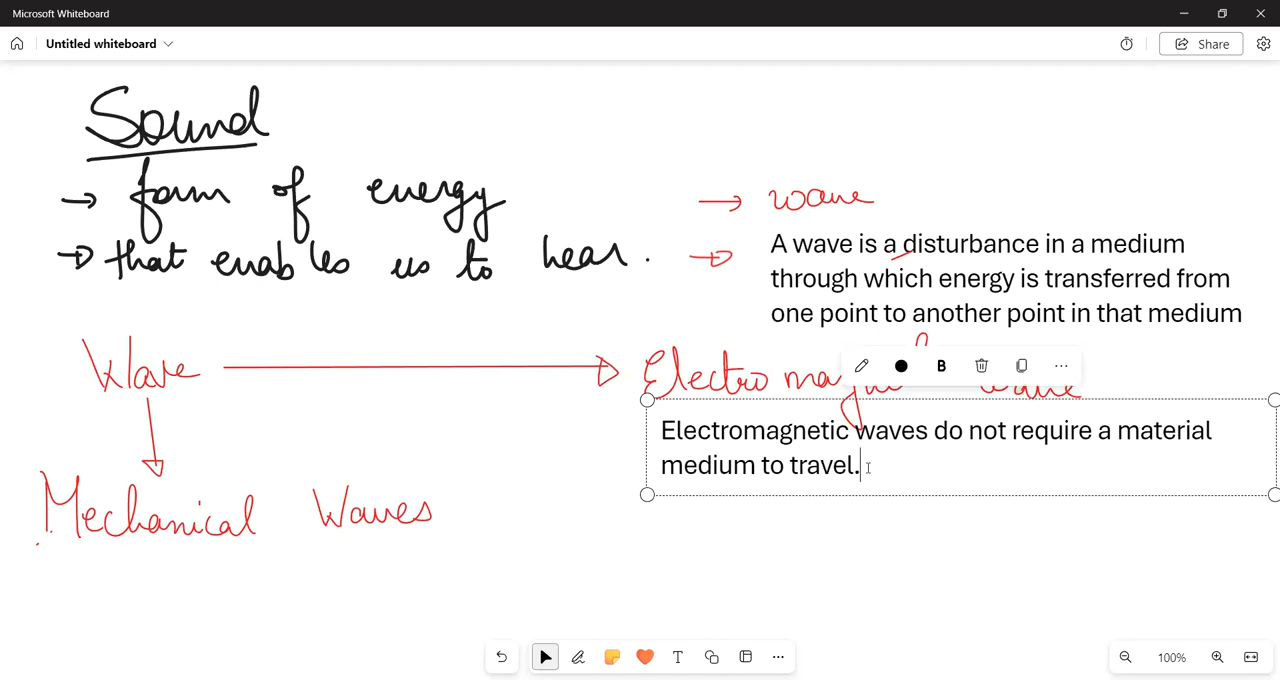 Microsoft Whiteboard
Untitled whiteboard
Share
Sound
→ form of energy
→ that enables us to hear.
→ wave
→ A wave is a disturbance in a medium
through which energy is transferred from
one point to another point in that medium
Wave → Electro wave
B
Electromagnetic waves do not require a material
medium to travel.
Mechanical Waves
T
100%